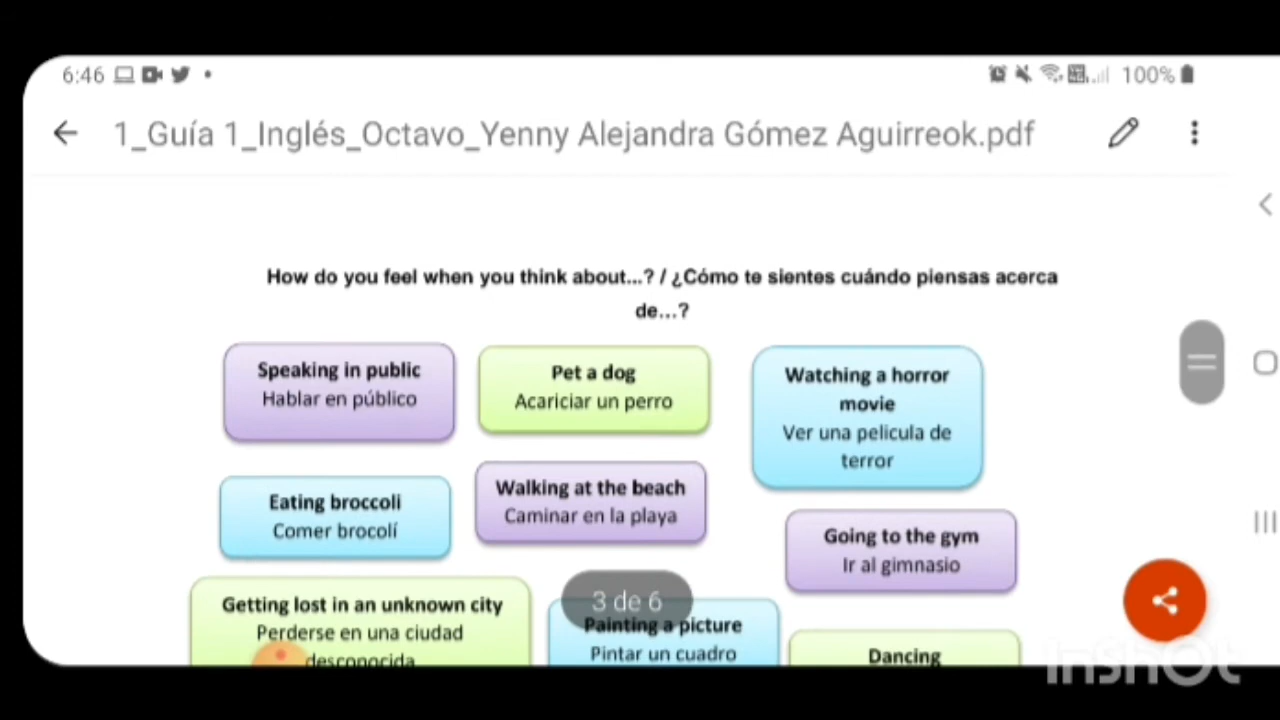 6:46
100%
1_Guía 1_Inglés_Octavo_Yenny Alejandra Gómez Aguirreok.pdf
How do you feel when you think about...? / ¿Cómo te sientes cuándo piensas acerca
de...?
Speaking in public
Hablar en público
Pet a dog
Acariciar un perro
Watching a horror
movie
Ver una pelicula de
terror
Eating broccoli
Comer brocolí
Walking at the beach
Caminar en la playa
Going to the gym
Ir al gimnasio
Getting lost in an unknown city
Perderse en una ciudad
desconocida
3 de 6
Painting a picture
Pintar un cuadro
Dancing
InShOt